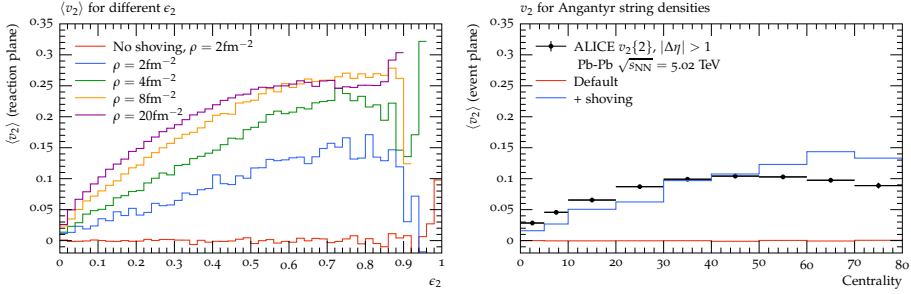 ⟨v₂⟩ for different ϵ₂
No shoving, ρ = 2fm⁻²
ρ = 2fm⁻²
ρ = 4fm⁻²
ρ = 8fm⁻²
ρ = 20fm⁻²
⟨v₂⟩ (reaction plane)
0.35
0.3
0.25
0.2
0.15
0.1
0.05
0
0 0.1 0.2 0.3 0.4 0.5 0.6 0.7 0.8 0.9 1
ϵ₂
v₂ for Angantyr string densities
ALICE v₂{2}, |Δη| > 1
Pb-Pb √sNN = 5.02 TeV
Default
+ shoving
⟨v₂⟩ (event plane)
0.35
0.3
0.25
0.2
0.15
0.1
0.05
0
0 10 20 30 40 50 60 70 80
Centrality